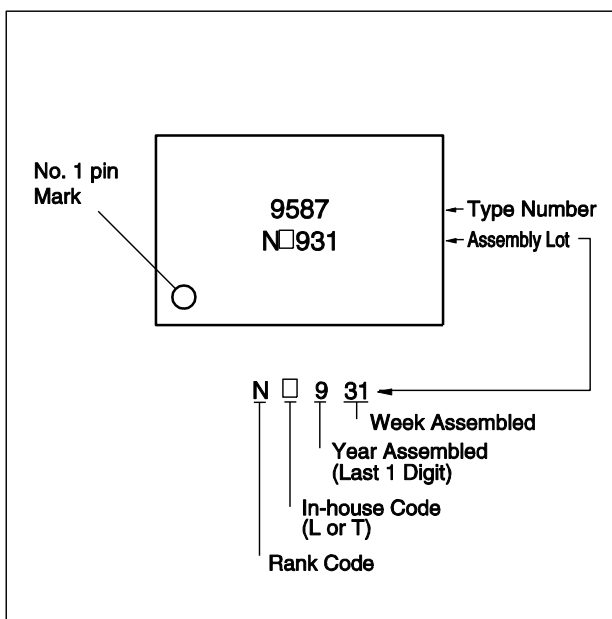 No. 1 pin
Mark
9587
N□931
Type Number
Assembly Lot
N □ 9 31
Week Assembled
Year Assembled
(Last 1 Digit)
In-house Code
(L or T)
Rank Code